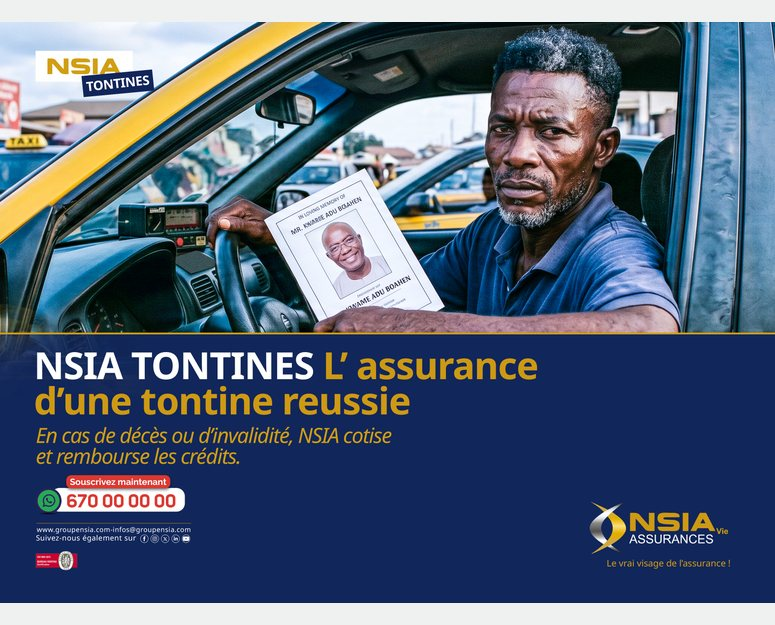 NSIA
TONTINES
TAXI
IN LOVING MEMORY OF
MR. KWAME ADU BOAHEN
KWAME ADU BOAHEN
NSIA TONTINES L' assurance
d'une tontine reussie
En cas de décès ou d'invalidité, NSIA cotise
et rembourse les crédits.
Souscrivez maintenant
670 00 00 00
www.groupensia.com-infos@groupensia.com
Suivez-nous également sur
NSIA Vie
ASSURANCES
Le vrai visage de l'assurance !